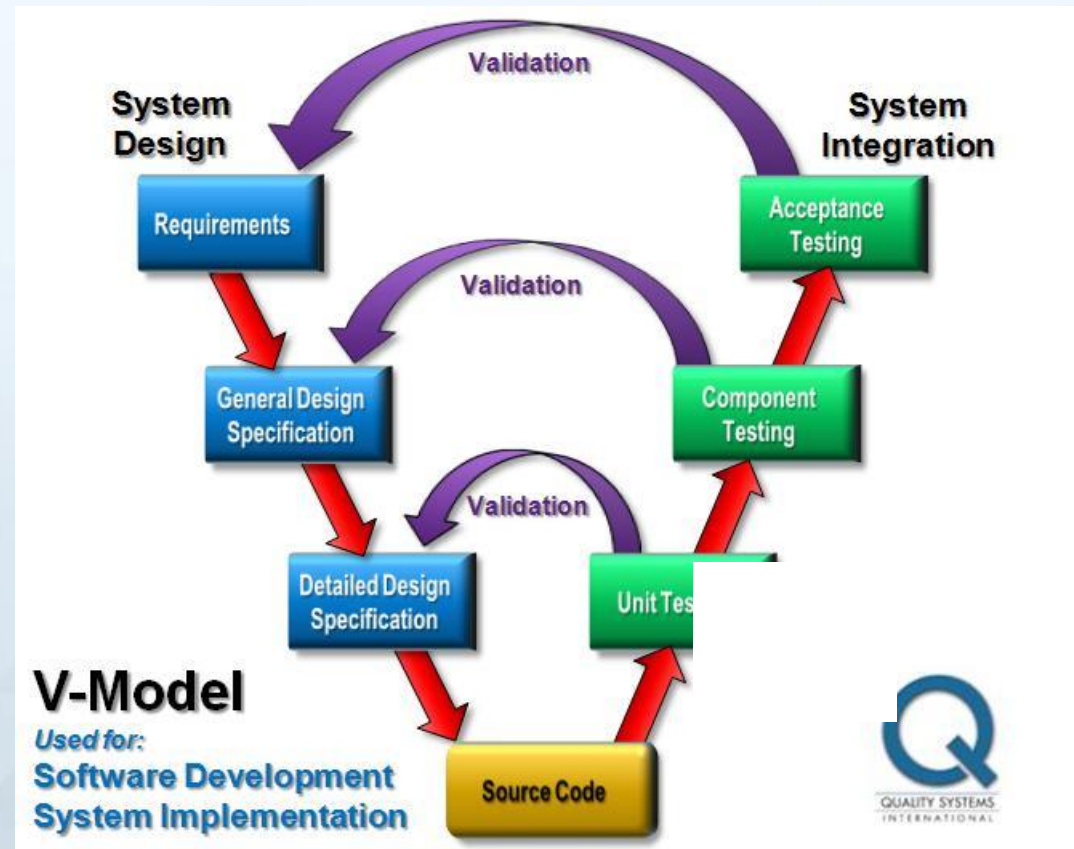 Validation
System
Design
System
Integration
Requirements
Acceptance
Testing
Validation
General Design
Specification
Component
Testing
Validation
Detailed Design
Specification
Unit
V-Model
Used for:
Software Development
System Implementation
Source Code
Q
QUALITY SYSTEMS
INTERNATIONAL